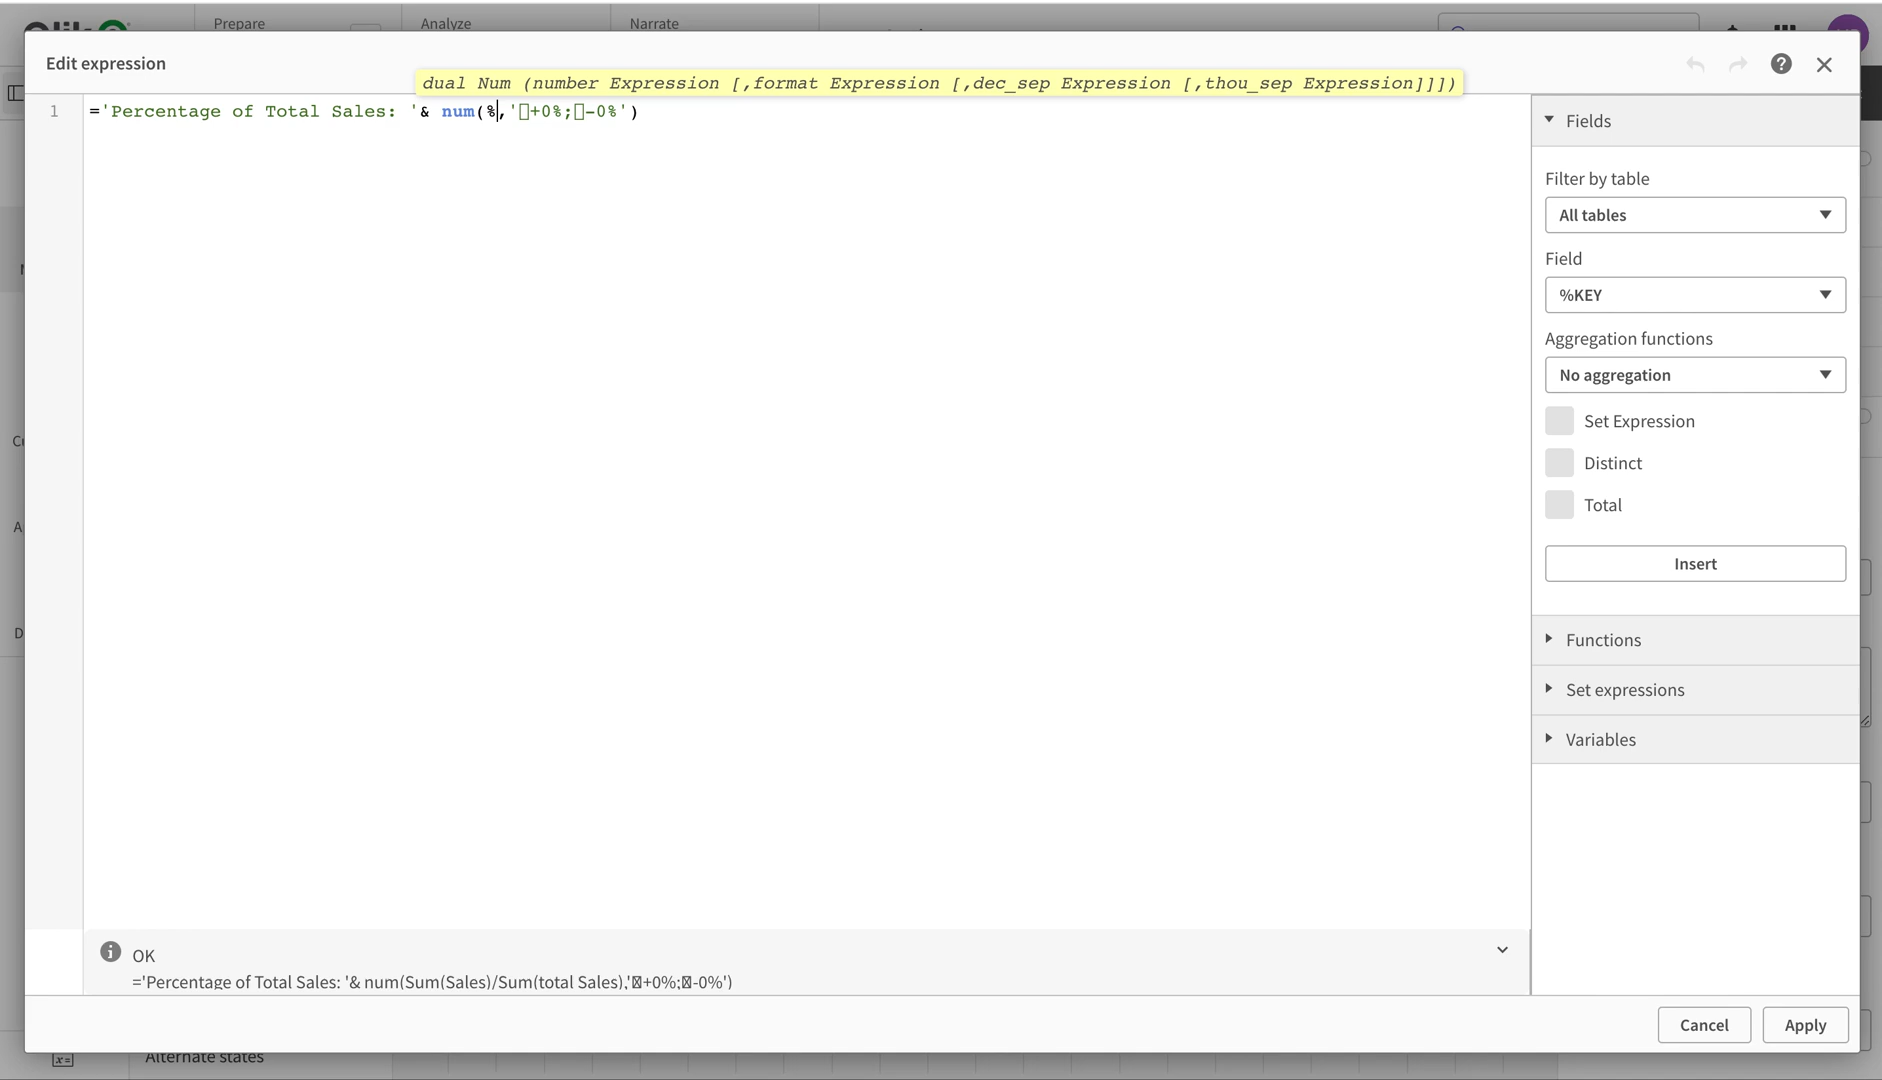 Prepare
Analyze
Narrate
Edit expression
dual Num (number Expression [,format Expression [,dec_sep Expression [,thou_sep Expression]]])
1
='Percentage of Total Sales: '& num(%,'▯+0%;▯-0%')
Fields
Filter by table
All tables
Field
%KEY
Aggregation functions
No aggregation
Set Expression
Distinct
Total
Insert
Functions
Set expressions
Variables
OK
='Percentage of Total Sales: '& num(Sum(Sales)/Sum(total Sales),'▯+0%;▯-0%')
Cancel
Apply
x=
Alternate states